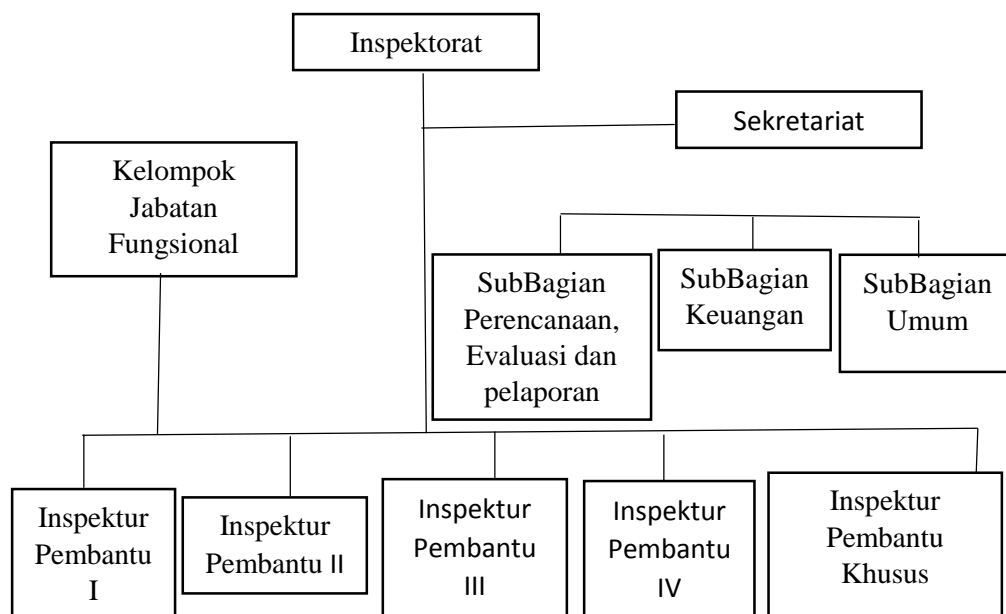 Inspektorat
Sekretariat
Kelompok
Jabatan
Fungsional
SubBagian
Perencanaan,
Evaluasi dan
pelaporan
SubBagian
Keuangan
SubBagian
Umum
Inspektur
Pembantu
I
Inspektur
Pembantu II
Inspektur
Pembantu
III
Inspektur
Pembantu
IV
Inspektur
Pembantu
Khusus